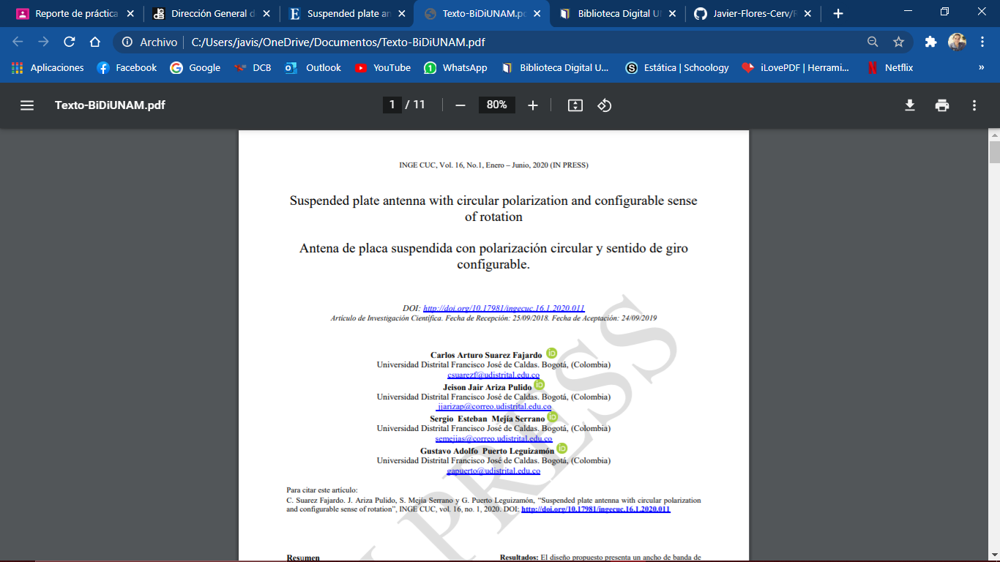 Reporte de práctica
Dirección General d
Suspended plate an
Texto-BiDiUNAM.pd
Biblioteca Digital U
Javier-Flores-Cerv/R
Archivo
C:/Users/javis/OneDrive/Documentos/Texto-BiDiUNAM.pdf
Aplicaciones
Facebook
Google
DCB
Outlook
YouTube
WhatsApp
Biblioteca Digital U...
Estática | Schoology
iLovePDF | Herrami...
Netflix
»
Texto-BiDiUNAM.pdf
1 / 11
80%
INGE CUC, Vol. 16, No.1, Enero – Junio, 2020 (IN PRESS)
Suspended plate antenna with circular polarization and configurable sense
of rotation
Antena de placa suspendida con polarización circular y sentido de giro
configurable.
DOI: http://doi.org/10.17981/ingecuc.16.1.2020.011
Artículo de Investigación Científica. Fecha de Recepción: 25/09/2018. Fecha de Aceptación: 24/09/2019
Carlos Arturo Suarez Fajardo iD
Universidad Distrital Francisco José de Caldas. Bogotá, (Colombia)
csuarezf@udistrital.edu.co
Jeison Jair Ariza Pulido iD
Universidad Distrital Francisco José de Caldas. Bogotá, (Colombia)
jjarizap@correo.udistrital.edu.co
Sergio Esteban Mejía Serrano iD
Universidad Distrital Francisco José de Caldas. Bogotá, (Colombia)
semejias@correo.udistrital.edu.co
Gustavo Adolfo Puerto Leguizamón iD
Universidad Distrital Francisco José de Caldas. Bogotá, (Colombia)
gapuerto@udistrital.edu.co
Para citar este artículo:
C. Suarez Fajardo. J. Ariza Pulido, S. Mejía Serrano y G. Puerto Leguizamón, “Suspended plate antenna with circular polarization
and configurable sense of rotation”, INGE CUC, vol. 16, no. 1, 2020. DOI: http://doi.org/10.17981/ingecuc.16.1.2020.011
Resumen
Resultados: El diseño propuesto presenta un ancho de banda de
PRESS